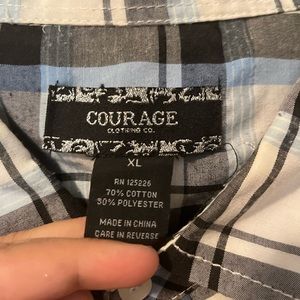 COURAGE
CLOTHING CO.
XL
RN 125226
70% COTTON
30% POLYESTER
MADE IN CHINA
CARE IN REVERSE